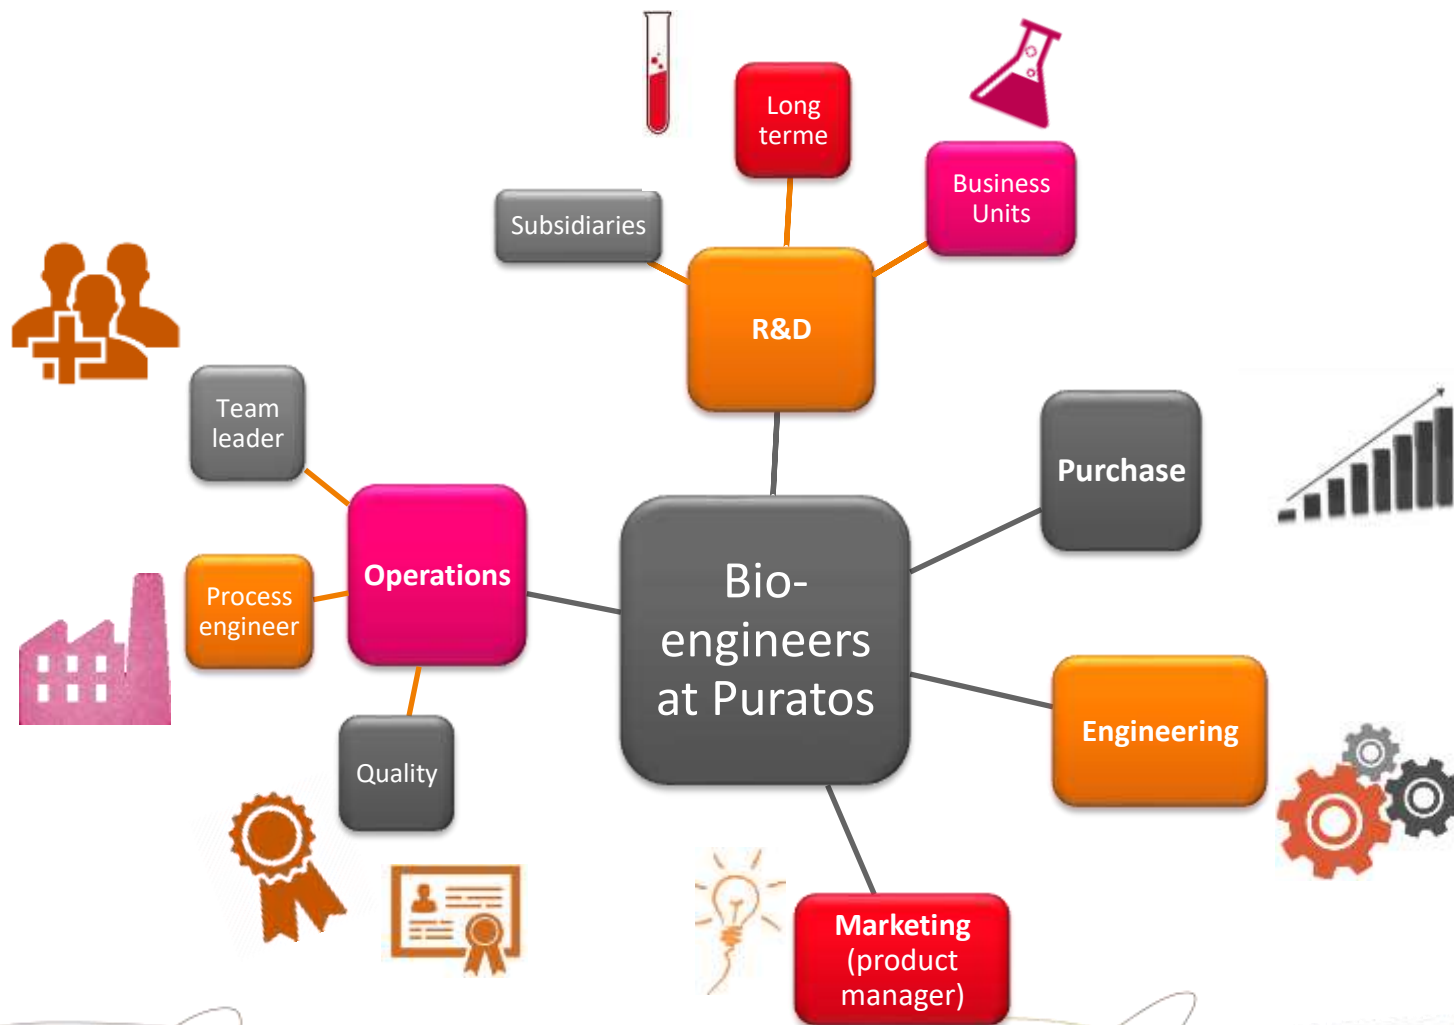 Long
terme
Business
Units
Subsidiaries
R&D
Team
leader
Purchase
Operations
Process
engineer
Bio-
engineers
at Puratos
Engineering
Quality
Marketing
(product
manager)